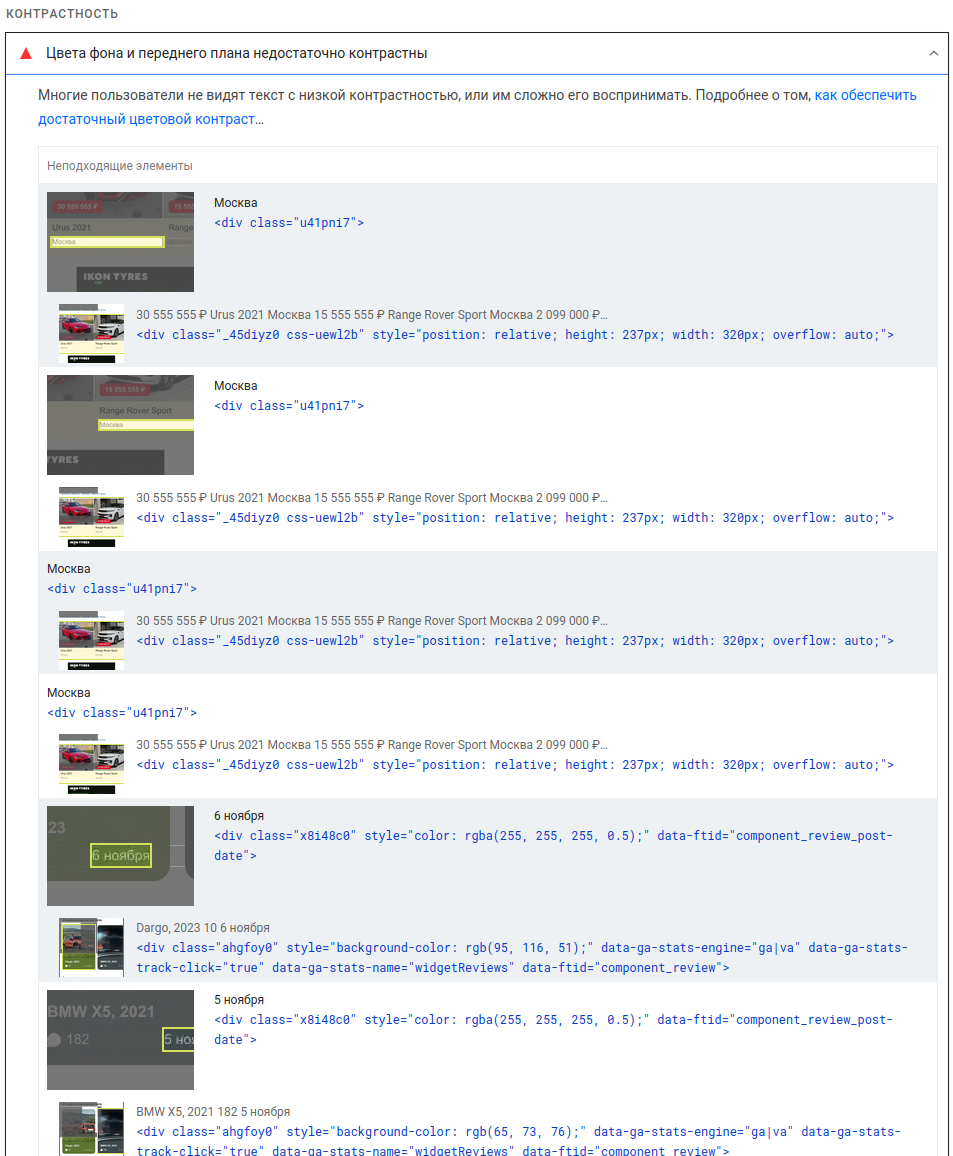 КОНТРАСТНОСТЬ
Цвета фона и переднего плана недостаточно контрастны
Многие пользователи не видят текст с низкой контрастностью, или им сложно его воспринимать. Подробнее о том, как обеспечить
достаточный цветовой контраст…
Неподходящие элементы
30 555 555 ₽
15 555
Urus 2021
Range
Москва
Москва
IKON TYRES
Москва
<div class="u41pni7">
30 555 555 ₽ Urus 2021 Москва 15 555 555 ₽ Range Rover Sport Москва 2 099 000 ₽…
<div class="_45diyz0 css-uewl2b" style="position: relative; height: 237px; width: 320px; overflow: auto;">
15 555 555 ₽
Range Rover Sport
Москва
TYRES
Москва
<div class="u41pni7">
30 555 555 ₽ Urus 2021 Москва 15 555 555 ₽ Range Rover Sport Москва 2 099 000 ₽…
<div class="_45diyz0 css-uewl2b" style="position: relative; height: 237px; width: 320px; overflow: auto;">
Москва
<div class="u41pni7">
30 555 555 ₽ Urus 2021 Москва 15 555 555 ₽ Range Rover Sport Москва 2 099 000 ₽…
<div class="_45diyz0 css-uewl2b" style="position: relative; height: 237px; width: 320px; overflow: auto;">
Москва
<div class="u41pni7">
30 555 555 ₽ Urus 2021 Москва 15 555 555 ₽ Range Rover Sport Москва 2 099 000 ₽…
<div class="_45diyz0 css-uewl2b" style="position: relative; height: 237px; width: 320px; overflow: auto;">
23
6 ноября
6 ноября
<div class="x8i48c0" style="color: rgba(255, 255, 255, 0.5);" data-ftid="component_review_post-
date">
Dargo, 2023 10 6 ноября
<div class="ahgfoy0" style="background-color: rgb(95, 116, 51);" data-ga-stats-engine="ga|va" data-ga-stats-
track-click="true" data-ga-stats-name="widgetReviews" data-ftid="component_review">
BMW X5, 2021
182
5 ноя
5 ноября
<div class="x8i48c0" style="color: rgba(255, 255, 255, 0.5);" data-ftid="component_review_post-
date">
BMW X5, 2021 182 5 ноября
<div class="ahgfoy0" style="background-color: rgb(65, 73, 76);" data-ga-stats-engine="ga|va" data-ga-stats-
track-click="true" data-ga-stats-name="widgetReviews" data-ftid="component_review">